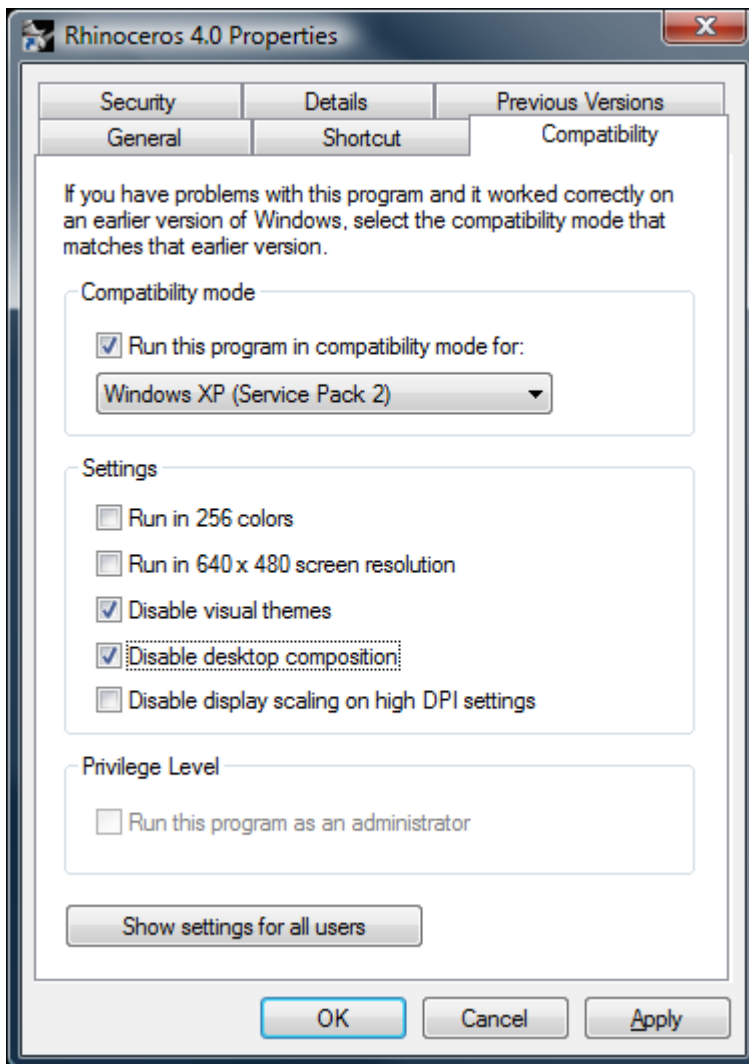 Rhinoceros 4.0 Properties
Security
Details
Previous Versions
General
Shortcut
Compatibility
If you have problems with this program and it worked correctly on
an earlier version of Windows, select the compatibility mode that
matches that earlier version.
Compatibility mode
Run this program in compatibility mode for:
Windows XP (Service Pack 2)
Settings
Run in 256 colors
Run in 640 x 480 screen resolution
Disable visual themes
Disable desktop composition
Disable display scaling on high DPI settings
Privilege Level
Run this program as an administrator
Show settings for all users
OK
Cancel
Apply